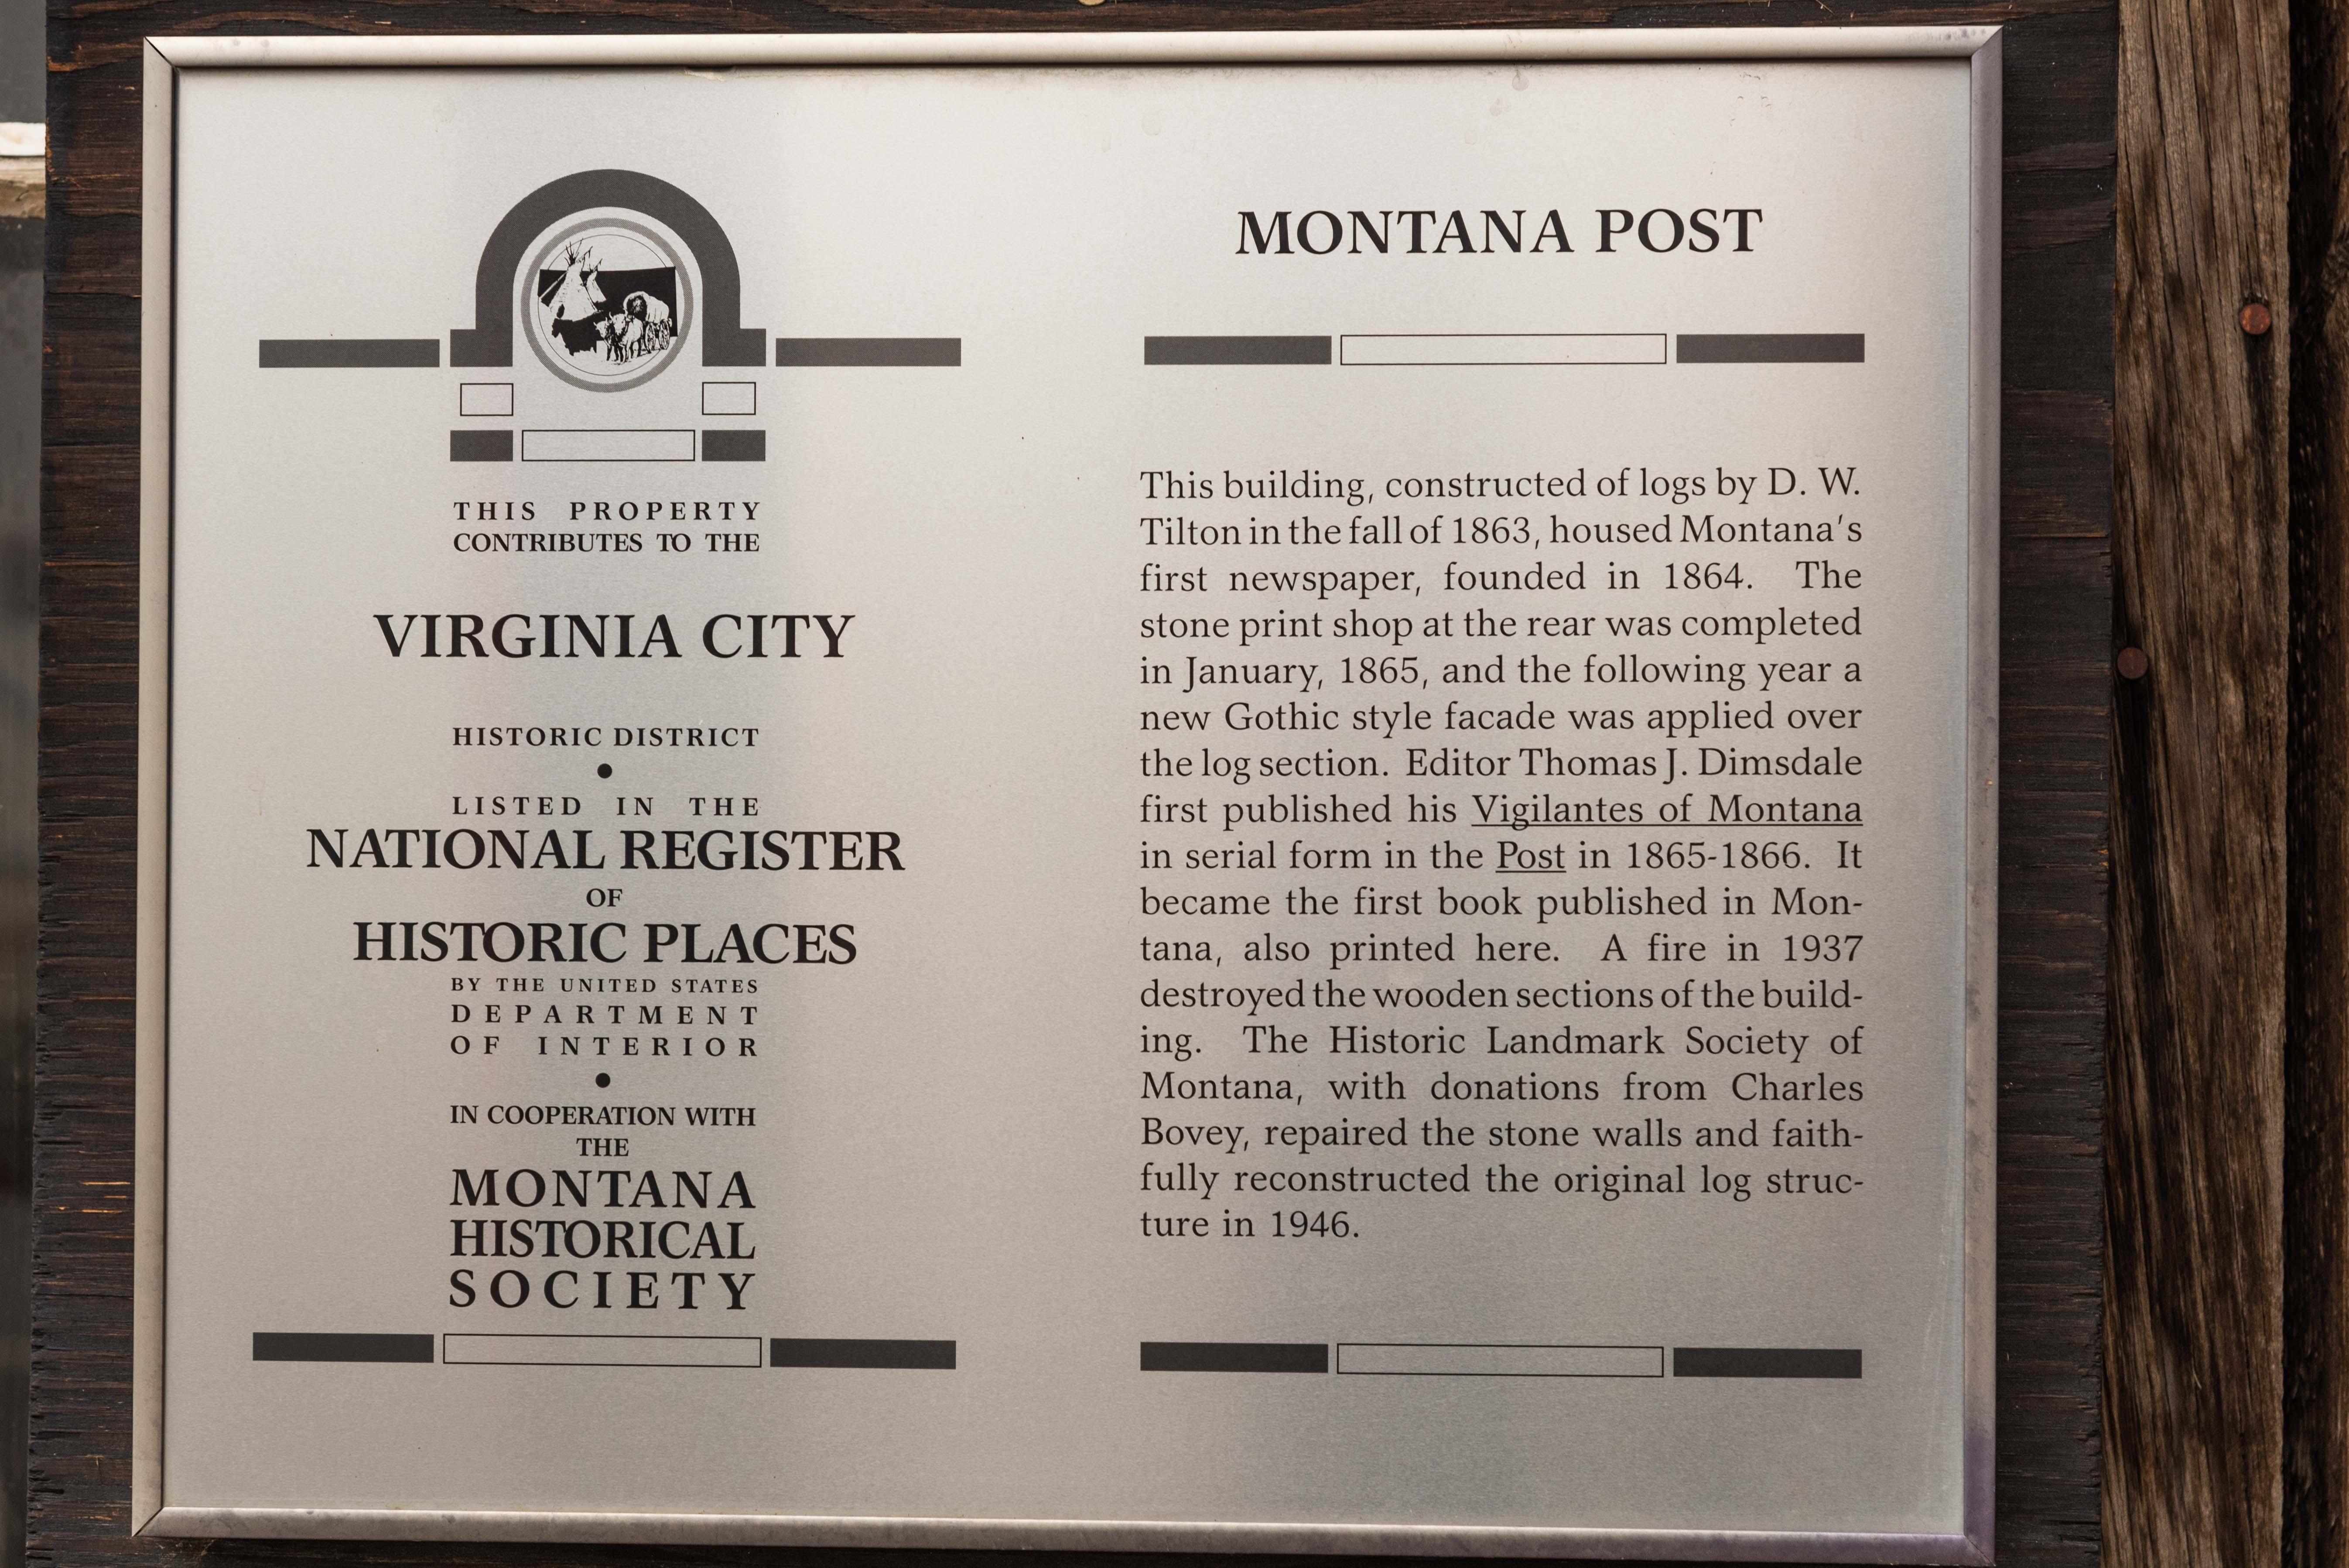 THIS PROPERTY
CONTRIBUTES TO THE
VIRGINIA CITY
HISTORIC DISTRICT
•
LISTED IN THE
NATIONAL REGISTER
OF
HISTORIC PLACES
BY THE UNITED STATES
DEPARTMENT
OF INTERIOR
•
IN COOPERATION WITH
THE
MONTANA
HISTORICAL
SOCIETY
MONTANA POST
This building, constructed of logs by D. W.
Tilton in the fall of 1863, housed Montana's
first newspaper, founded in 1864. The
stone print shop at the rear was completed
in January, 1865, and the following year a
new Gothic style facade was applied over
the log section. Editor Thomas J. Dimsdale
first published his Vigilantes of Montana
in serial form in the Post in 1865-1866. It
became the first book published in Mon-
tana, also printed here. A fire in 1937
destroyed the wooden sections of the build-
ing. The Historic Landmark Society of
Montana, with donations from Charles
Bovey, repaired the stone walls and faith-
fully reconstructed the original log struc-
ture in 1946.